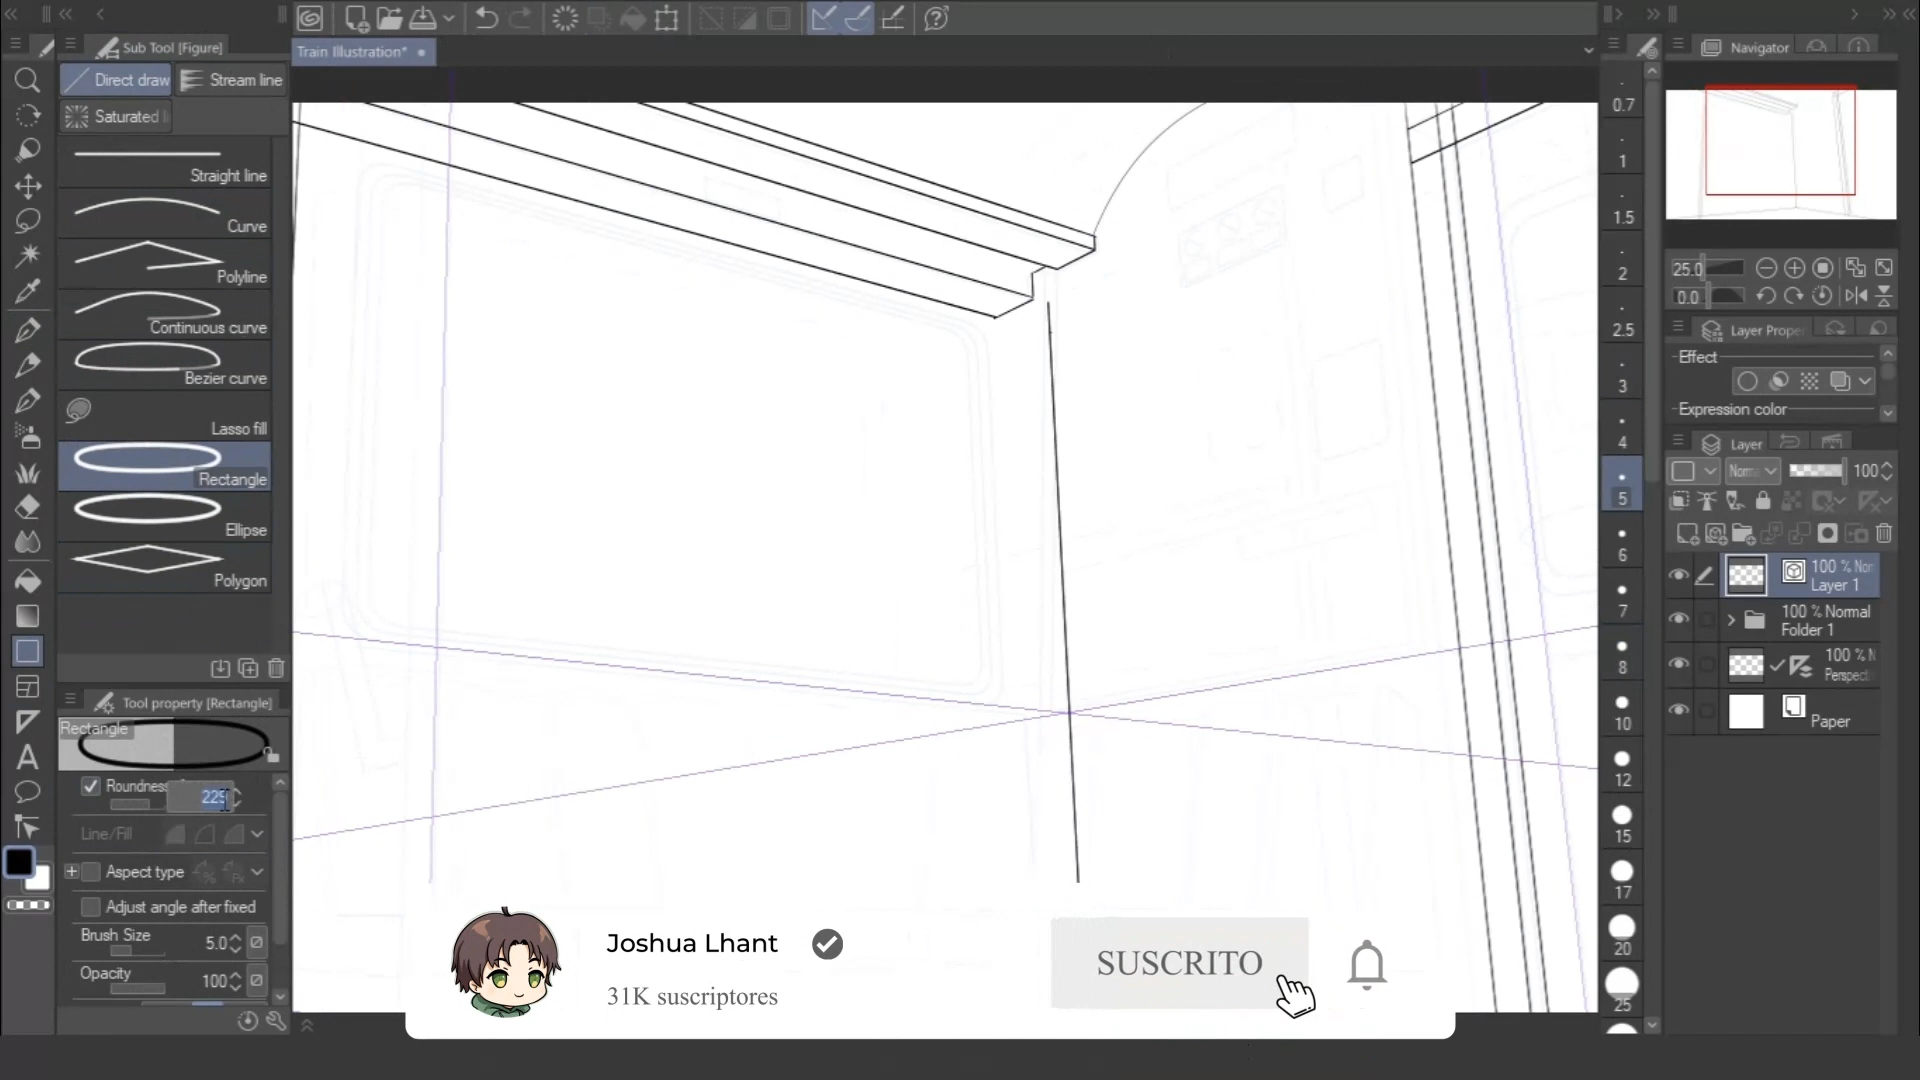 Sub Tool [Figure]
Direct draw
Stream line
Saturated
Straight line
Curve
Polyline
Continuous curve
Bezier curve
Lasso fill
Rectangle
Ellipse
Polygon
Tool property [Rectangle]
Rectangle
Roundness
225
Line/Fill
Aspect type
Adjust angle after fixed
Brush Size
5.0
Opacity
100
Train Illustration*
0.7
1
1.5
2
2.5
3
4
5
6
7
8
10
12
15
17
20
25
Navigator
25.0
0.0
Layer Proper
Effect
Expression color
Layer
Norm
100
100 % Nor
Layer 1
100 % Normal
Folder 1
100 % N
Perspecti
Paper
Joshua Lhant
31K suscriptores
SUSCRITO